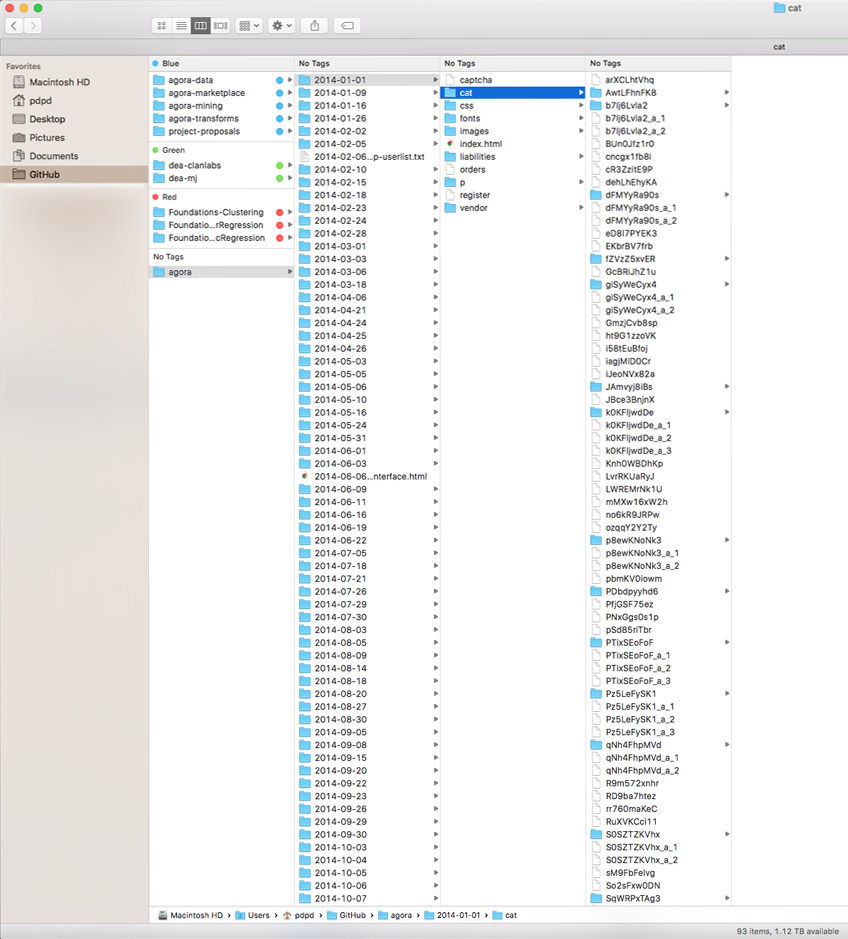 cat
cat
Favorites
Macintosh HD
pdpd
Desktop
Pictures
Documents
GitHub
Blue
agora-data
agora-marketplace
agora-mining
agora-transforms
project-proposals
Green
dea-clanlabs
dea-mj
Red
Foundations-Clustering
Foundatio...rRegression
Foundatio...cRegression
No Tags
agora
No Tags
2014-01-01
2014-01-09
2014-01-16
2014-01-26
2014-02-02
2014-02-05
2014-02-06...p-userlist.txt
2014-02-10
2014-02-15
2014-02-18
2014-02-23
2014-02-24
2014-02-28
2014-03-01
2014-03-03
2014-03-06
2014-03-18
2014-04-06
2014-04-21
2014-04-24
2014-04-25
2014-04-26
2014-05-03
2014-05-05
2014-05-06
2014-05-10
2014-05-16
2014-05-24
2014-05-31
2014-06-01
2014-06-03
2014-06-06...nterface.html
2014-06-09
2014-06-11
2014-06-16
2014-06-19
2014-06-22
2014-07-05
2014-07-18
2014-07-21
2014-07-26
2014-07-29
2014-07-30
2014-08-03
2014-08-05
2014-08-09
2014-08-14
2014-08-18
2014-08-20
2014-08-27
2014-08-30
2014-09-05
2014-09-08
2014-09-15
2014-09-20
2014-09-22
2014-09-23
2014-09-26
2014-09-29
2014-09-30
2014-10-03
2014-10-04
2014-10-05
2014-10-06
2014-10-07
No Tags
captcha
cat
css
fonts
images
index.html
liabilities
orders
p
register
vendor
No Tags
arXCLhtVhq
AwtLFhnFK8
b7Ij6Lvla2
b7Ij6Lvla2_a_1
b7Ij6Lvla2_a_2
BUn0Jfz1r0
cncgx1fb8i
cR3ZzitE9P
dehLhEhyKA
dFMYyRa90s
dFMYyRa90s_a_1
dFMYyRa90s_a_2
eD8I7PYEK3
EKbrBV7frb
fZVzZ5xvER
GcBRiJhZ1u
giSyWeCyx4
giSyWeCyx4_a_1
giSyWeCyx4_a_2
GmzjCvb8sp
ht9G1zzoVK
i58tEuBfoj
iagjMlD0Cr
iJeoNVx82a
JAmvyj8iBs
JBce3BnjnX
k0KFIjwdDe
k0KFIjwdDe_a_1
k0KFIjwdDe_a_2
k0KFIjwdDe_a_3
Knh0WBDhKp
LvrRKUaRyJ
LWREMrNk1U
mMXw16xW2h
no6kR9JRPw
ozqqY2Y2Ty
p8ewKNoNk3
p8ewKNoNk3_a_1
p8ewKNoNk3_a_2
pbmKV0iowm
PDbdpyyhd6
PfjGSF75ez
PNxGgs0s1p
pSd85riTbr
PTixSEoFoF
PTixSEoFoF_a_1
PTixSEoFoF_a_2
PTixSEoFoF_a_3
Pz5LeFySK1
Pz5LeFySK1_a_1
Pz5LeFySK1_a_2
Pz5LeFySK1_a_3
qNh4FhpMVd
qNh4FhpMVd_a_1
qNh4FhpMVd_a_2
R9m572xnhr
RD9ba7htez
rr760maKeC
RuXVKCci11
S0SZTZKVhx
S0SZTZKVhx_a_1
S0SZTZKVhx_a_2
sM9FbFelvg
So2sFxw0DN
SqWRPxTAg3
Macintosh HD › Users › pdpd › GitHub › agora › 2014-01-01 › cat
93 items, 1.12 TB available